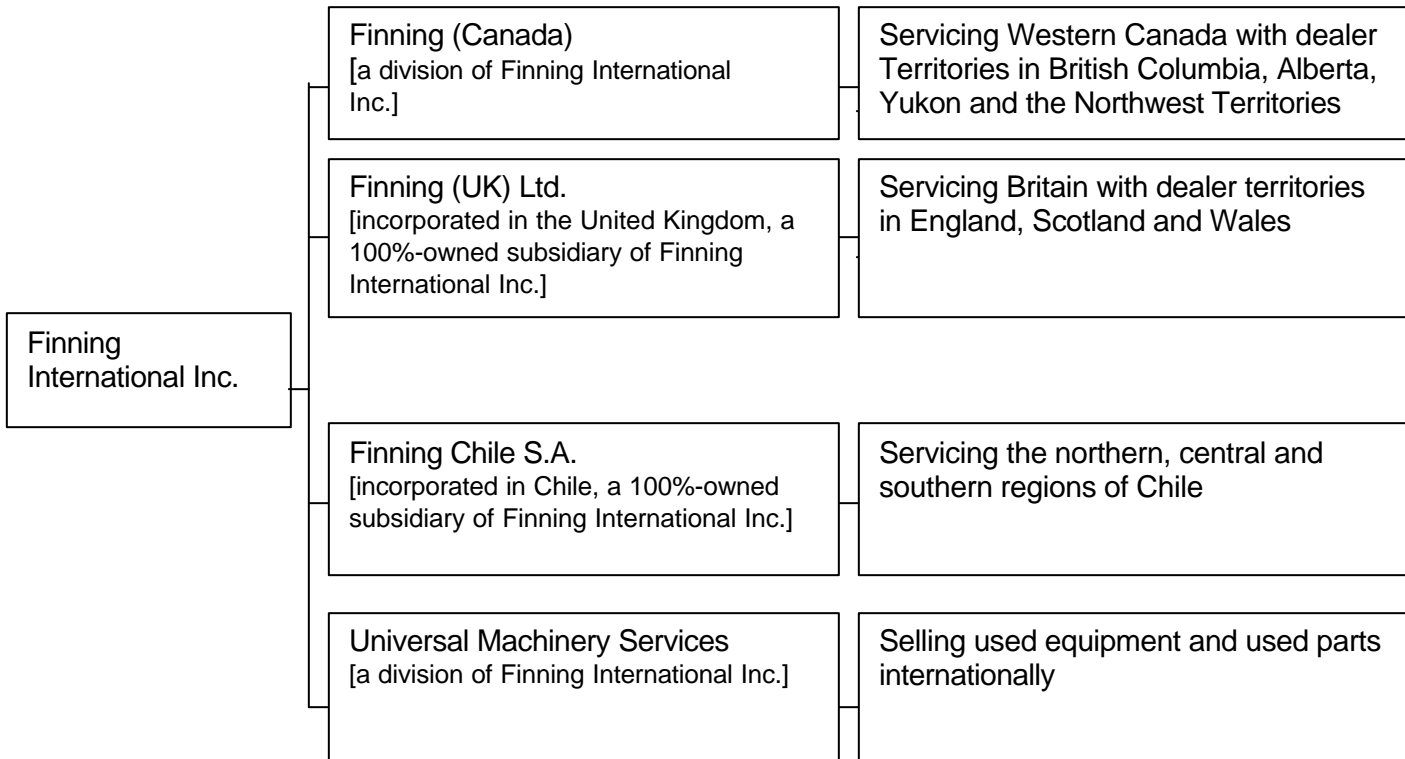 Finning (Canada)
[a division of Finning International
Inc.]
Servicing Western Canada with dealer
Territories in British Columbia, Alberta,
Yukon and the Northwest Territories
Finning (UK) Ltd.
[incorporated in the United Kingdom, a
100%-owned subsidiary of Finning
International Inc.]
Servicing Britain with dealer territories
in England, Scotland and Wales
Finning
International Inc.
Finning Chile S.A.
[incorporated in Chile, a 100%-owned
subsidiary of Finning International Inc.]
Servicing the northern, central and
southern regions of Chile
Universal Machinery Services
[a division of Finning International Inc.]
Selling used equipment and used parts
internationally